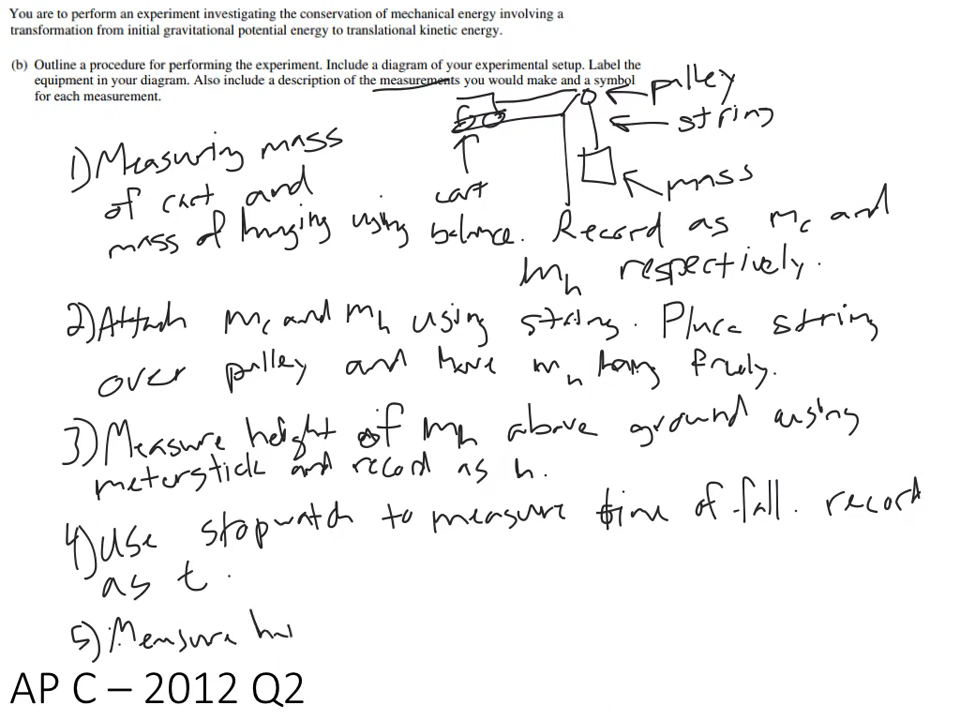 You are to perform an experiment investigating the conservation of mechanical energy involving a
transformation from initial gravitational potential energy to translational kinetic energy.
(b) Outline a procedure for performing the experiment. Include a diagram of your experimental setup. Label the
equipment in your diagram. Also include a description of the measurements you would make and a symbol
for each measurement.
pulley
string
mass
cart
1) Measuring mass
of cart and
mass of hanging using balance. Record as mc and
mh respectively.
2) Attach mc and mh using string. Place string
over pulley and have mh hang freely.
3) Measure height of mh above ground using
meterstick and record as h.
4) Use stopwatch to measure time of fall. record
as t.
5) Measure
AP C – 2012 Q2